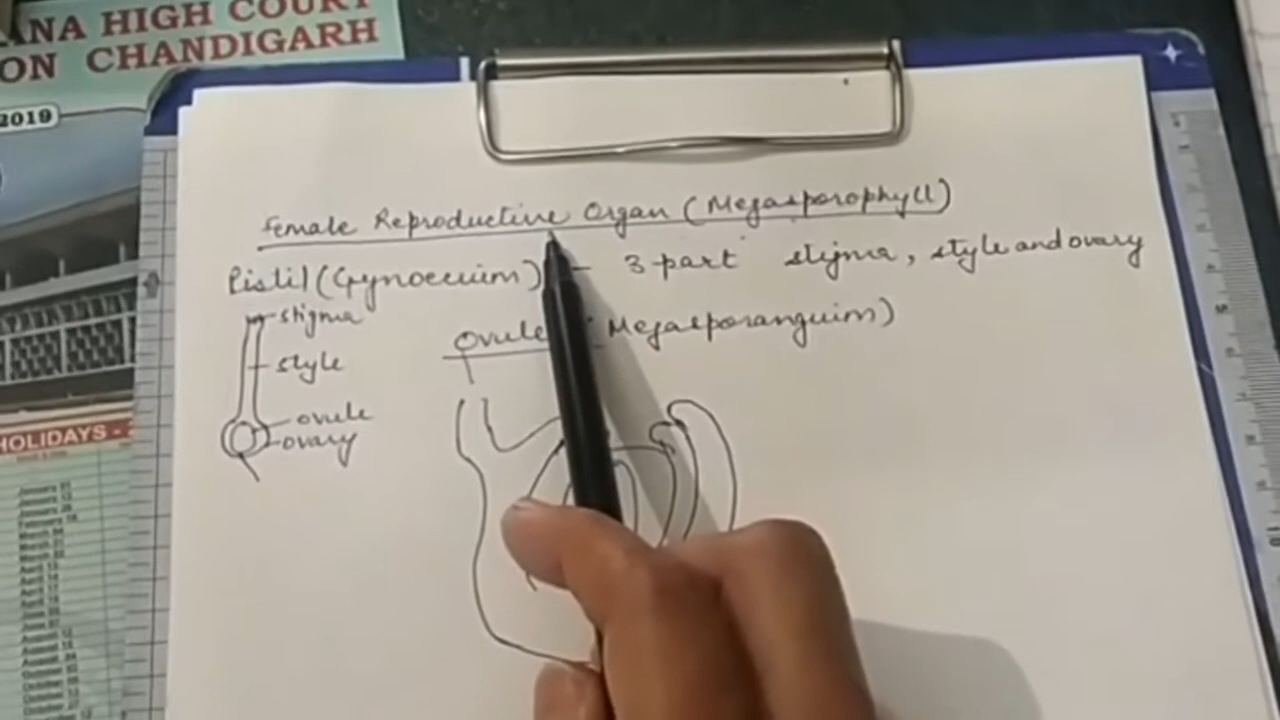 ANA HIGH COURT
ON CHANDIGARH
2019
HOLIDAYS -
Female Reproductive Organ (Megasporophyll)
Pistil (Gynoecium) - 3 part stigma, style and ovary
stigma
style
ovule
ovary
Ovule (Megasporanguim)